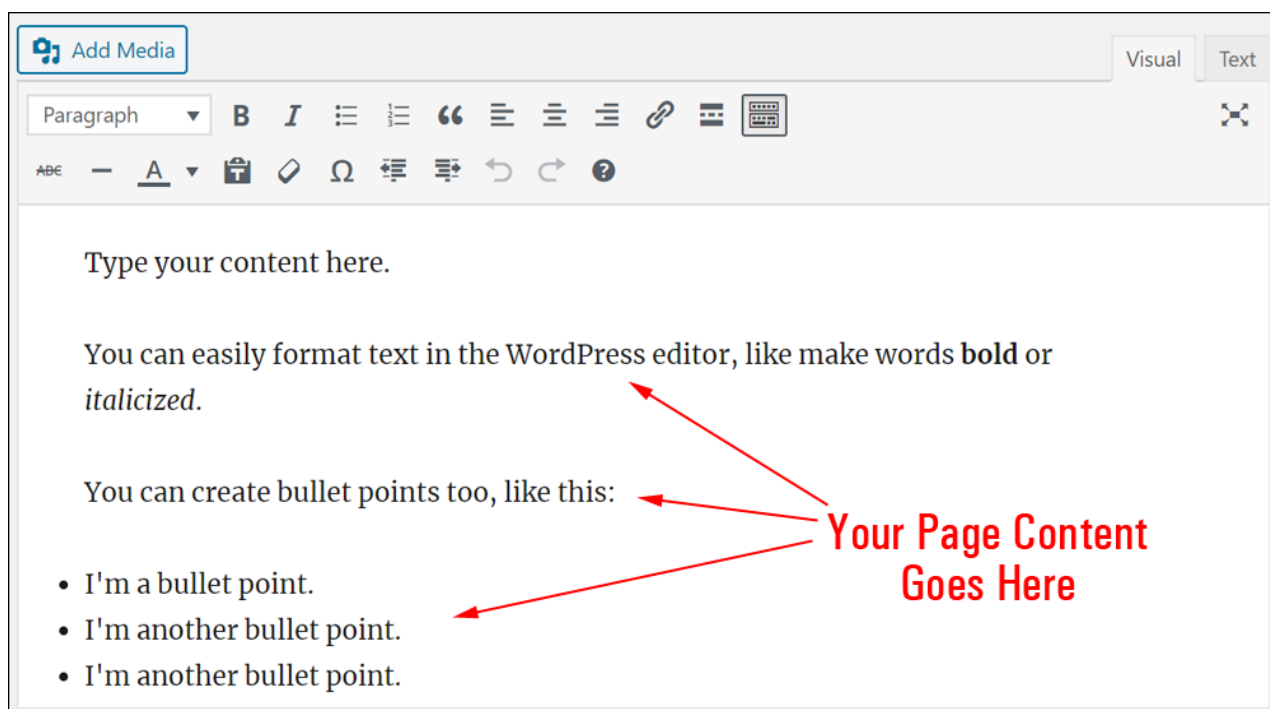 Add Media
Visual Text
Paragraph B I
ABC A T Ω ?
Type your content here.
You can easily format text in the WordPress editor, like make words bold or
italicized.
You can create bullet points too, like this:
Your Page Content
Goes Here
• I'm a bullet point.
• I'm another bullet point.
• I'm another bullet point.